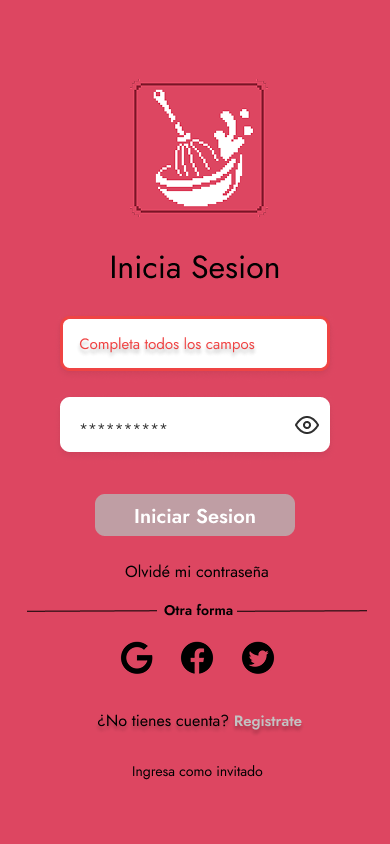 Inicia Sesion
Completa todos los campos
**********
Iniciar Sesion
Olvidé mi contraseña
Otra forma
¿No tienes cuenta? Registrate
Ingresa como invitado